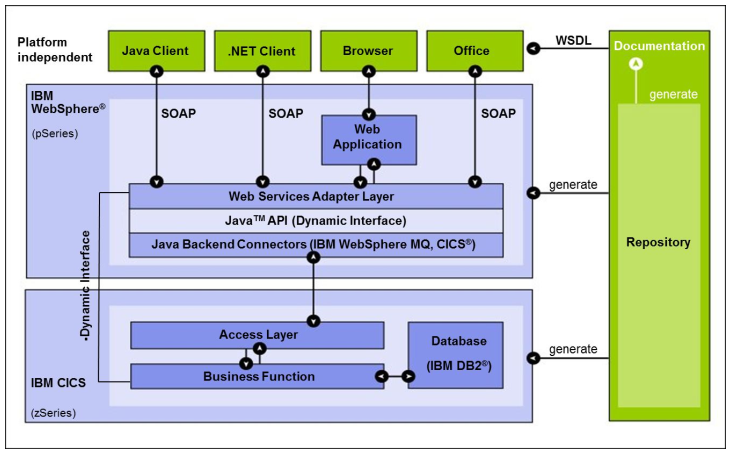 Platform
independent
Java Client
.NET Client
Browser
Office
WSDL
Documentation
generate
IBM
WebSphere®
(pSeries)
SOAP
SOAP
SOAP
Web
Application
Web Services Adapter Layer
Java™ API (Dynamic Interface)
Java Backend Connectors (IBM WebSphere MQ, CICS®)
generate
Repository
-Dynamic Interface
Access Layer
Business Function
Database
(IBM DB2®)
generate
IBM CICS
(zSeries)